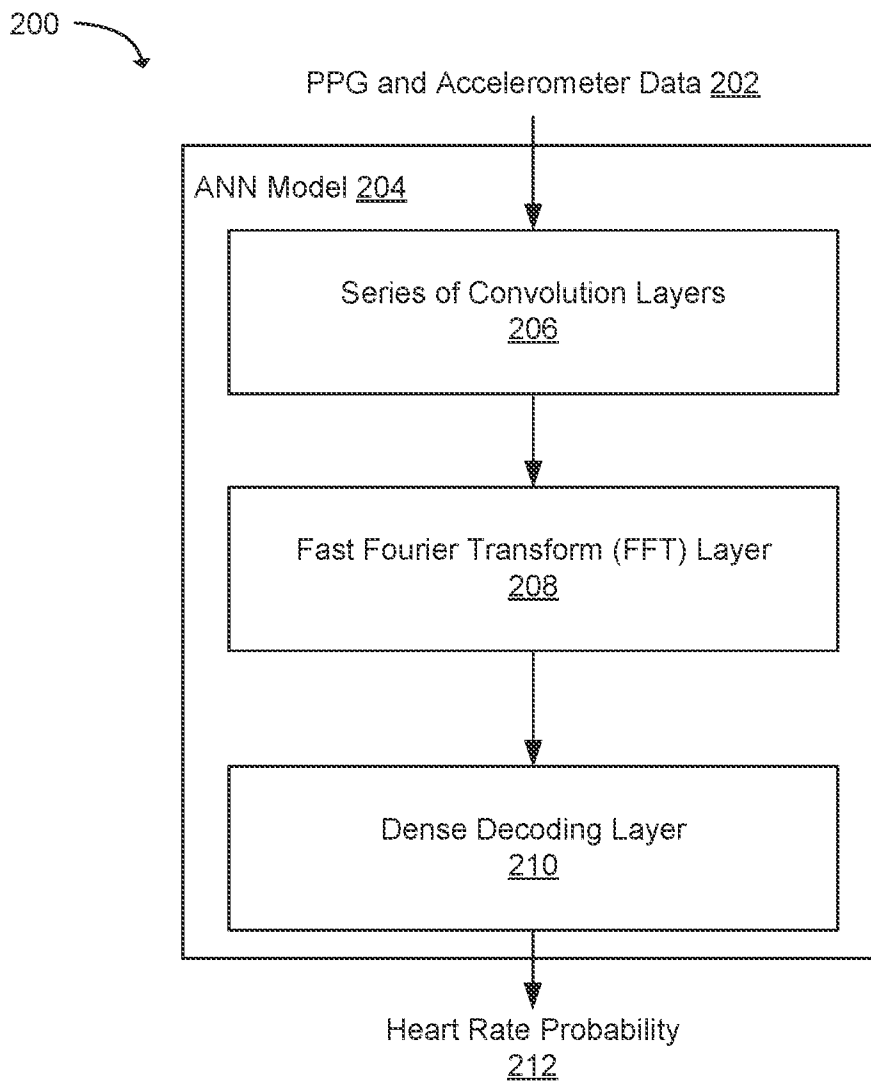 200
PPG and Accelerometer Data 202
ANN Model 204
Series of Convolution Layers
206
Fast Fourier Transform (FFT) Layer
208
Dense Decoding Layer
210
Heart Rate Probability
212